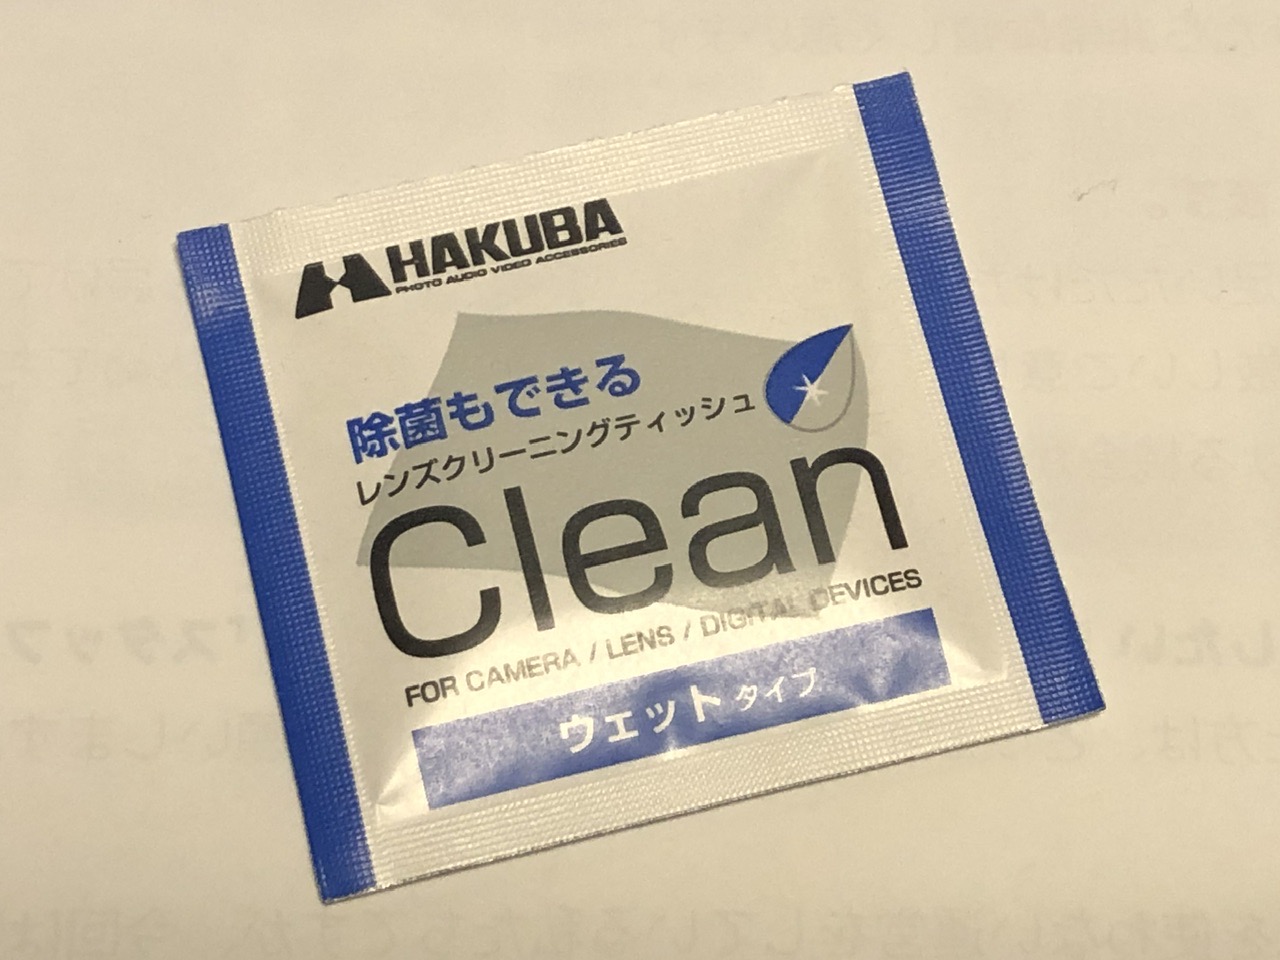 HAKUBA
PHOTO AUDIO VIDEO ACCESSORIES
除菌もできる
レンズクリーニングティッシュ
Clean
FOR CAMERA / LENS / DIGITAL DEVICES
ウェットタイプ